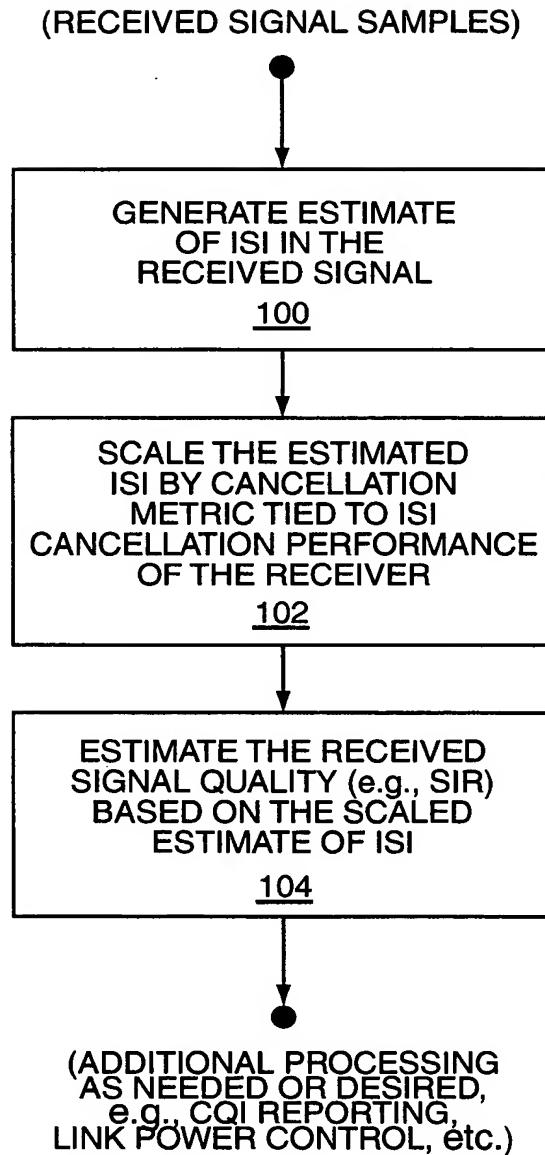 (RECEIVED SIGNAL SAMPLES)
GENERATE ESTIMATE
OF ISI IN THE
RECEIVED SIGNAL
100
SCALE THE ESTIMATED
ISI BY CANCELLATION
METRIC TIED TO ISI
CANCELLATION PERFORMANCE
OF THE RECEIVER
102
ESTIMATE THE RECEIVED
SIGNAL QUALITY (e.g., SIR)
BASED ON THE SCALED
ESTIMATE OF ISI
104
(ADDITIONAL PROCESSING
AS NEEDED OR DESIRED,
e.g., CQI REPORTING,
LINK POWER CONTROL, etc.)